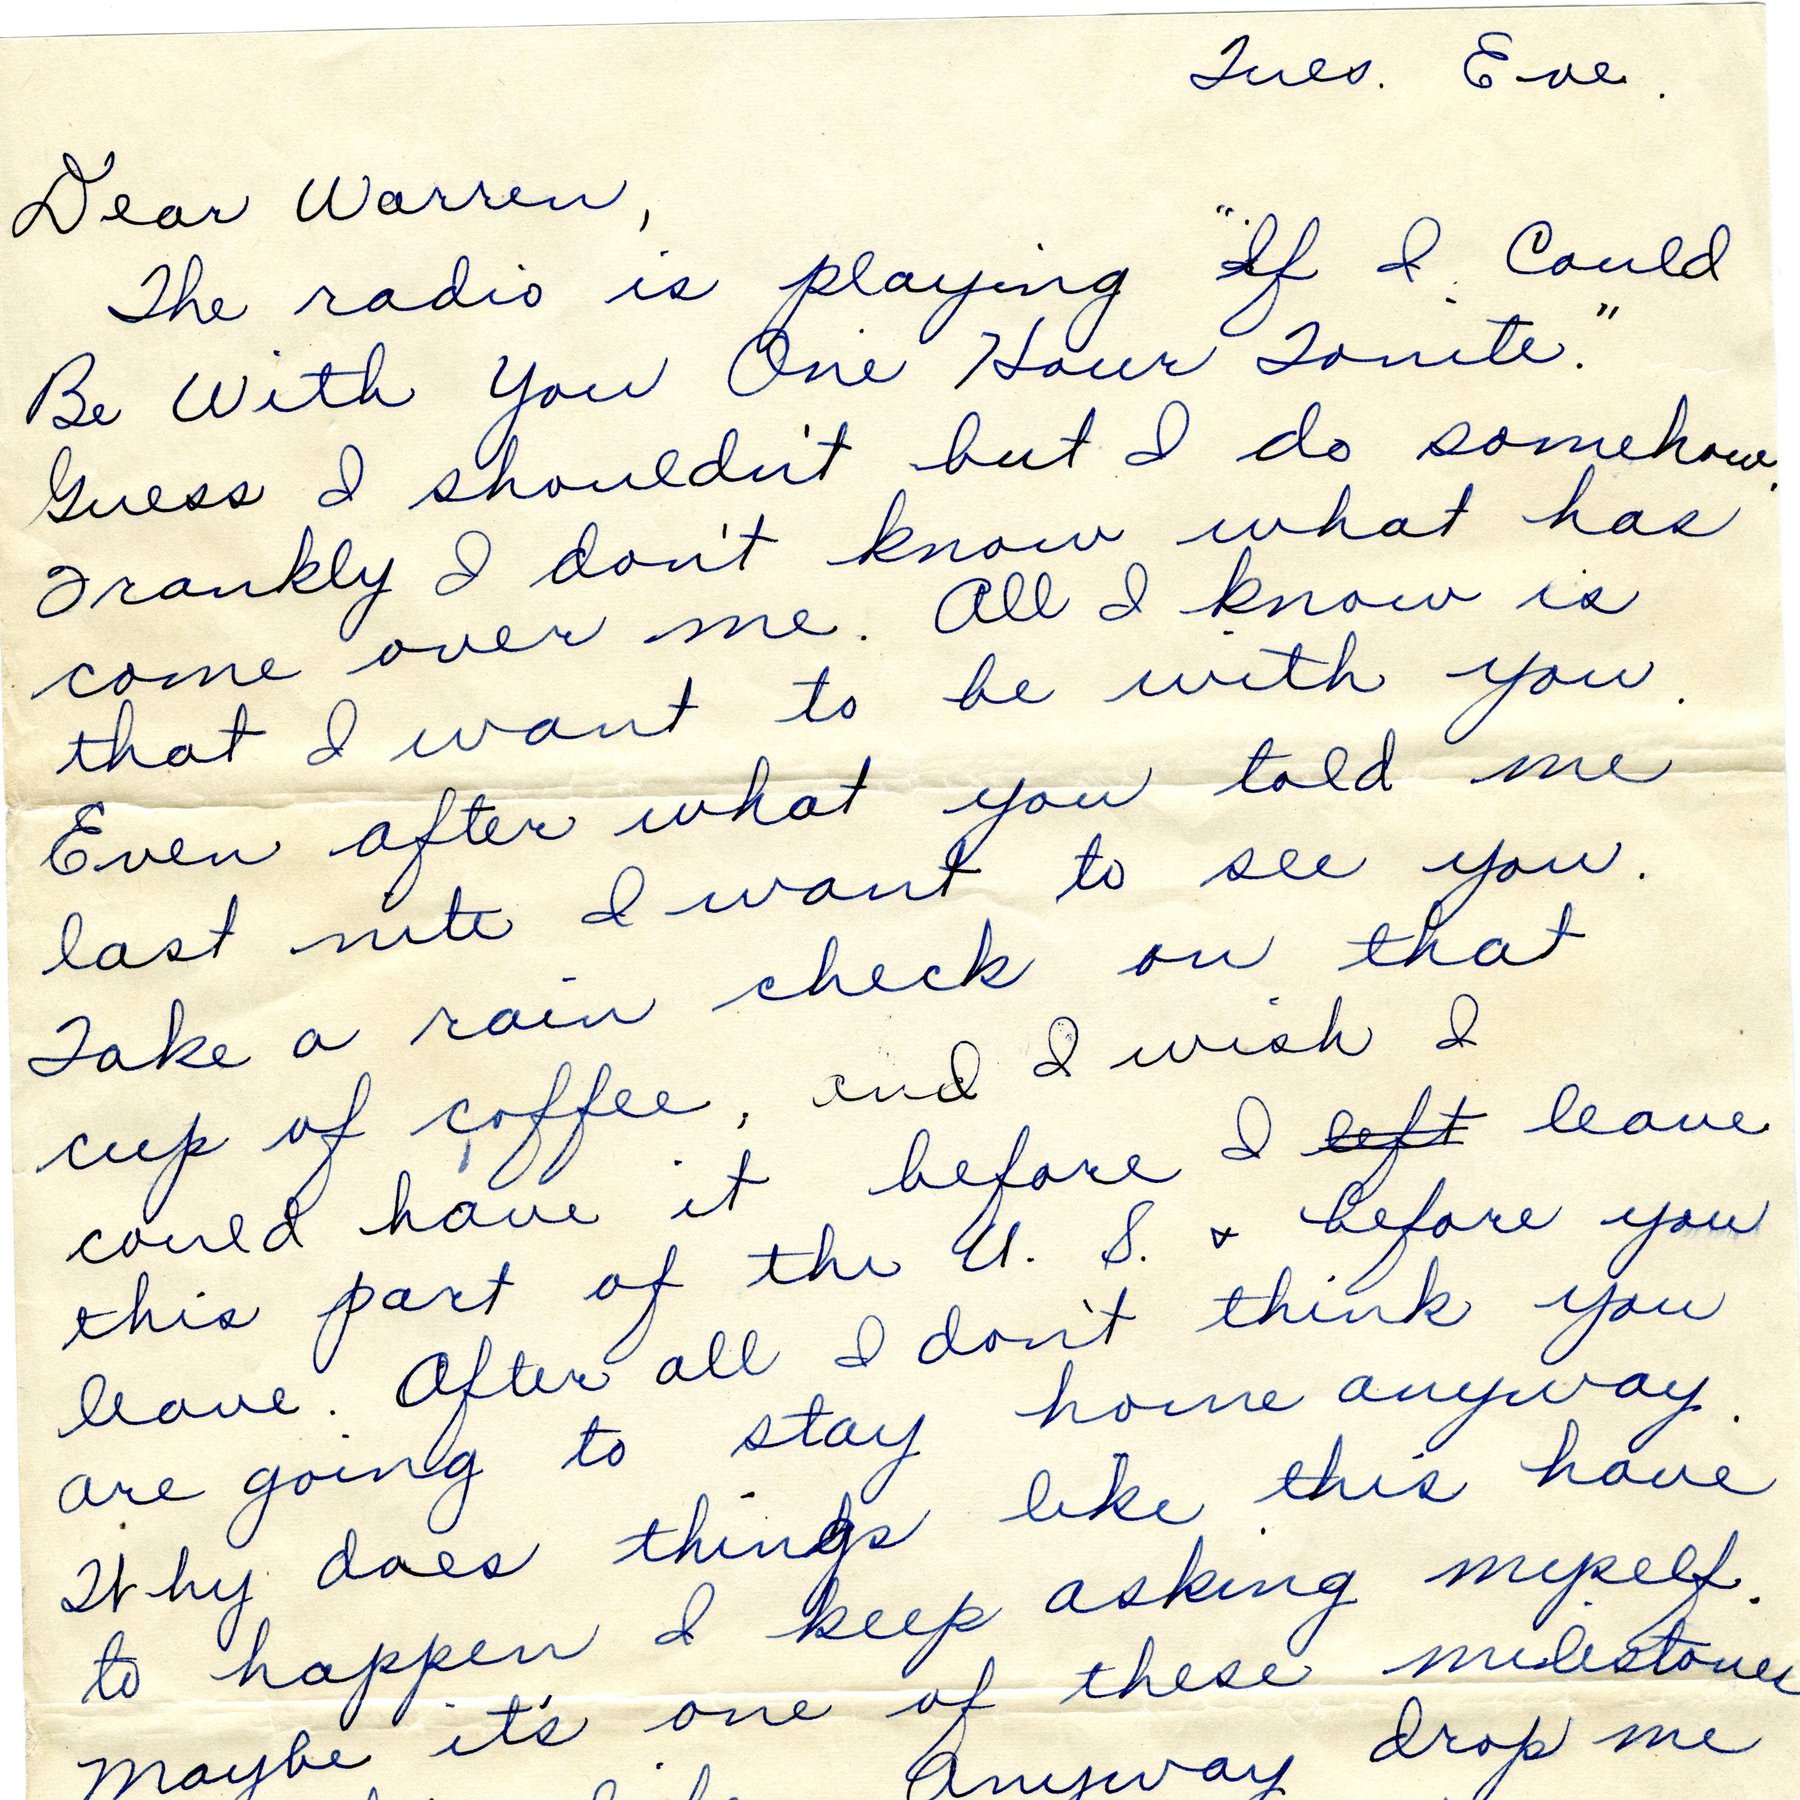 Tues. Eve.
Dear Warren,
The radio is playing "If I Could
Be With You One Hour Tonite."
Guess I shouldn't but I do somehow.
Frankly I don't know what has
come over me. All I know is
that I want to be with you.
Even after what you told me
last nite I want to see you.
Take a rain check on that
cup of coffee, and I wish I
could have it before I left leave
this part of the U. S. & before you
leave. After all I don't think you
are going to stay home anyway.
Why does things like this have
to happen I keep asking myself.
Maybe it's one of these milestones
Anyway drop me